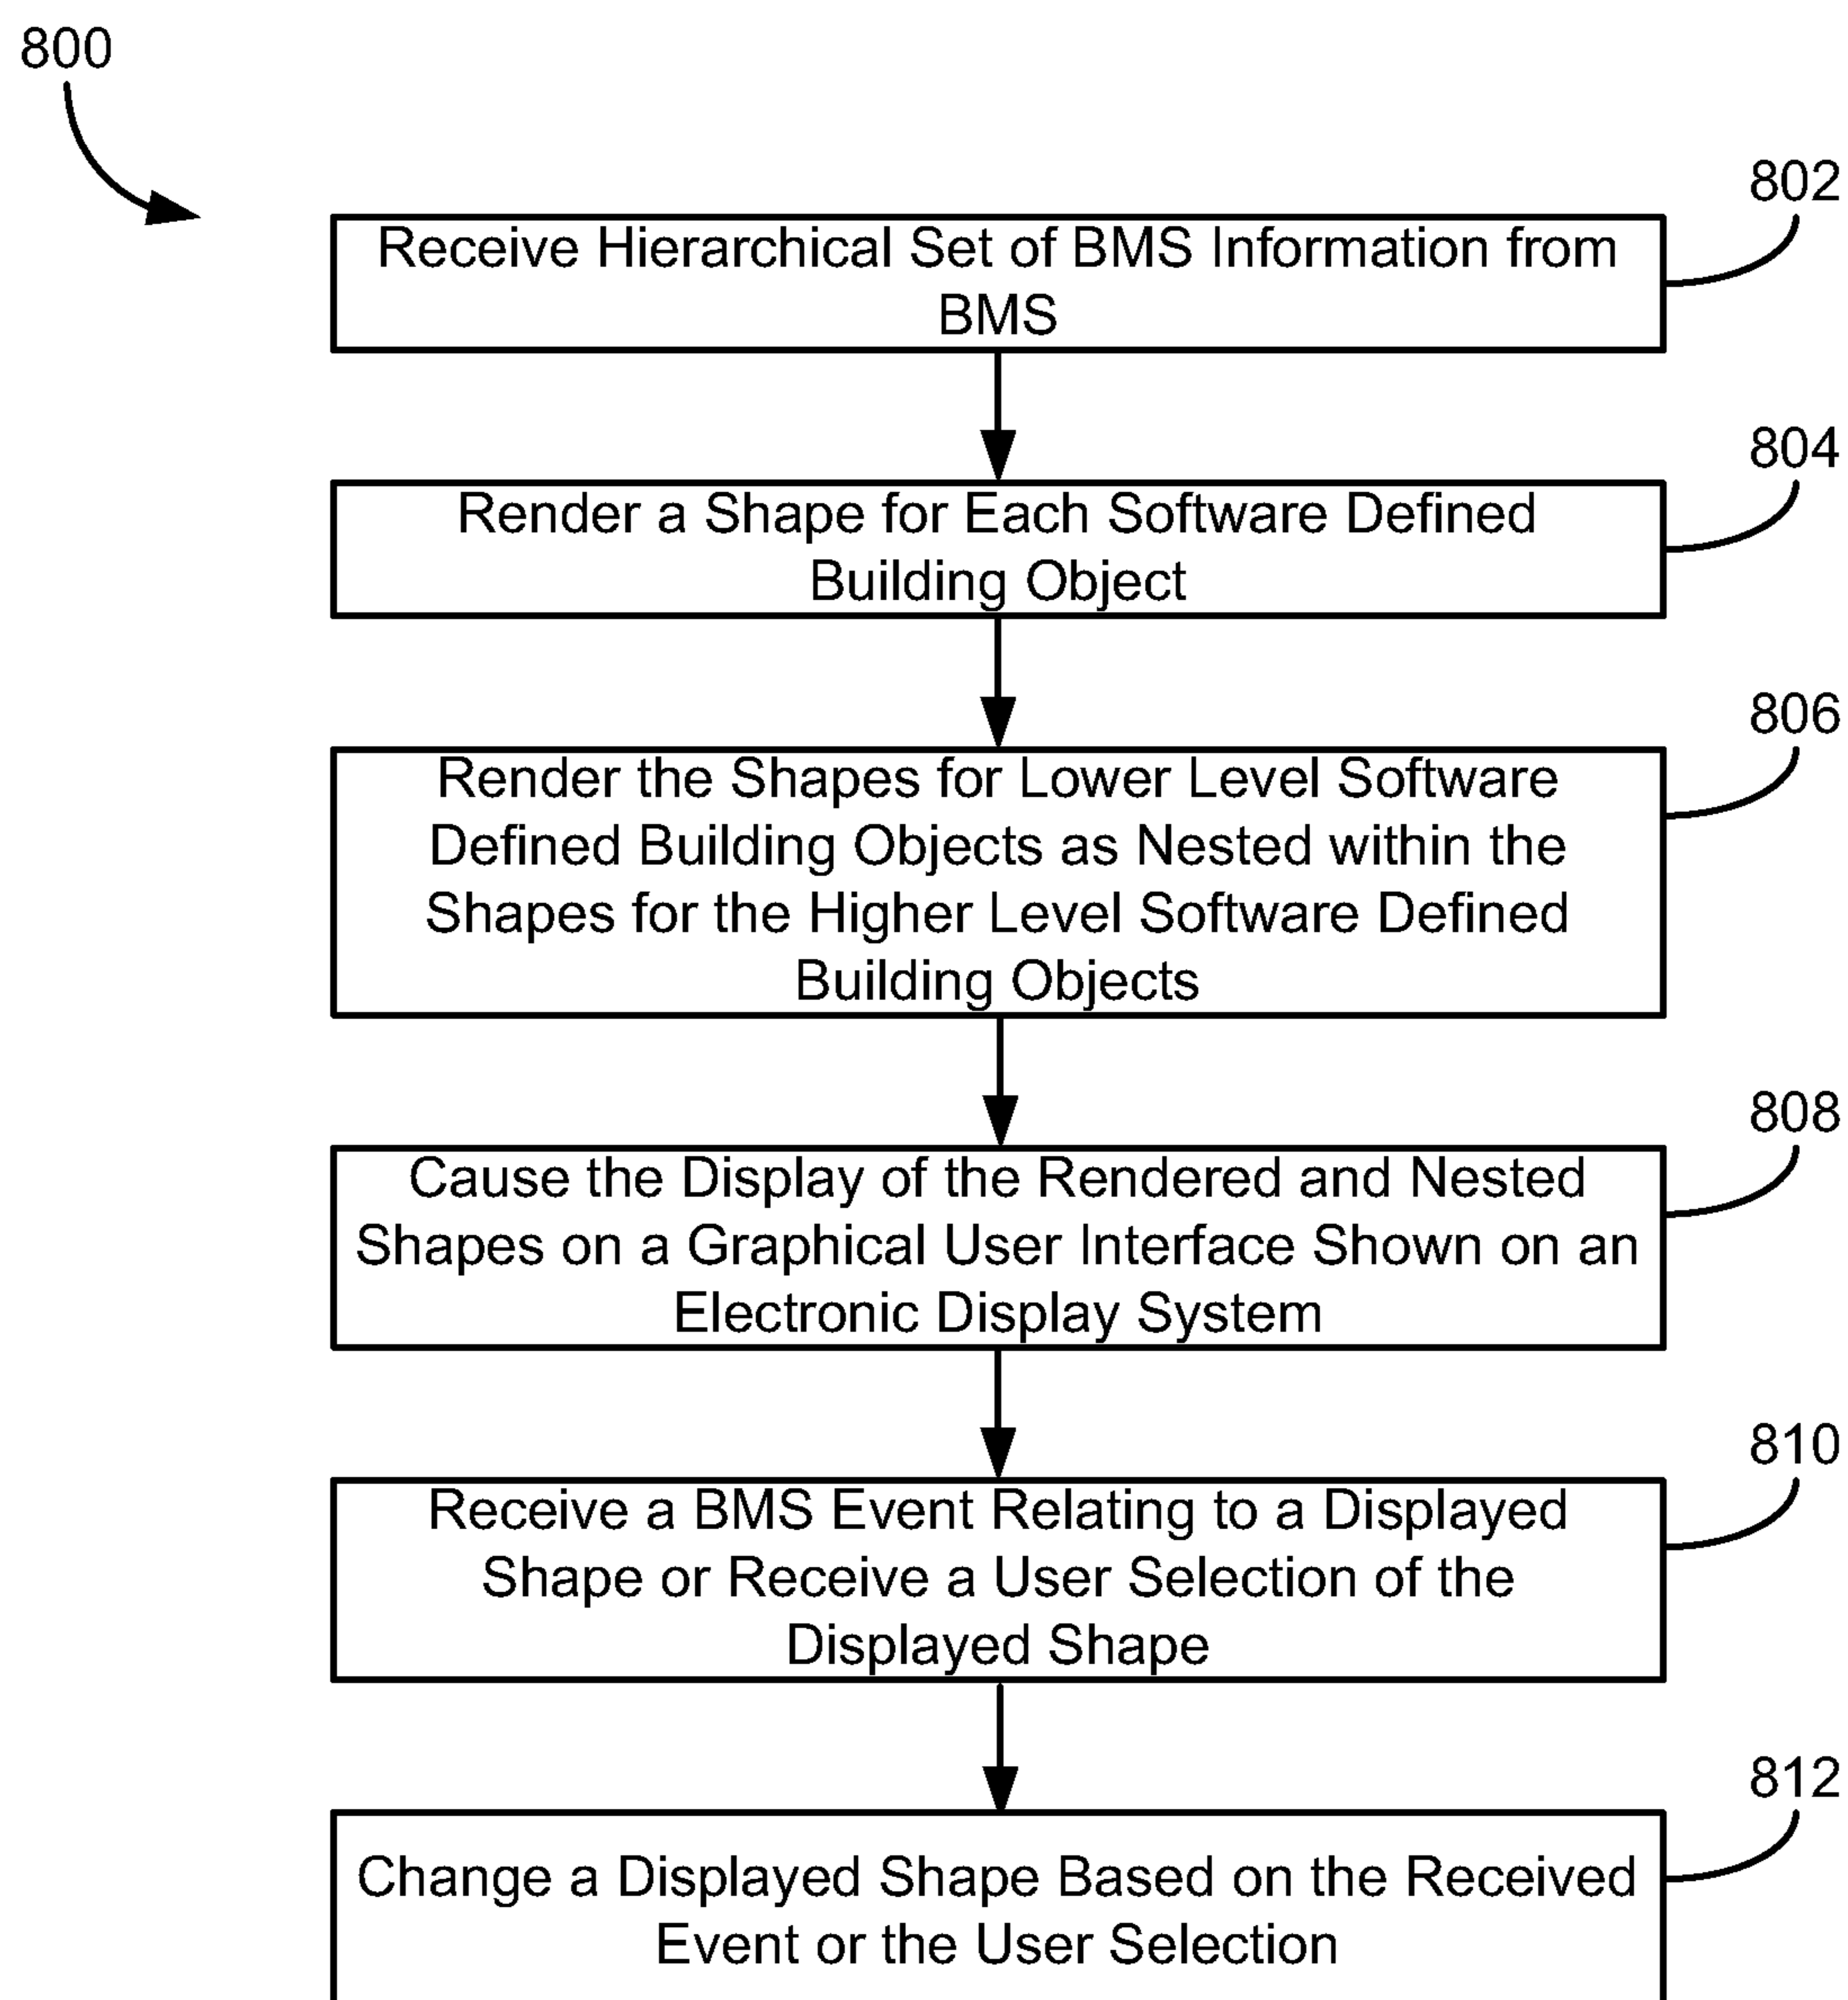 800
802
Receive Hierarchical Set of BMS Information from
BMS
804
Render a Shape for Each Software Defined
Building Object
806
Render the Shapes for Lower Level Software
Defined Building Objects as Nested within the
Shapes for the Higher Level Software Defined
Building Objects
808
Cause the Display of the Rendered and Nested
Shapes on a Graphical User Interface Shown on an
Electronic Display System
810
Receive a BMS Event Relating to a Displayed
Shape or Receive a User Selection of the
Displayed Shape
812
Change a Displayed Shape Based on the Received
Event or the User Selection